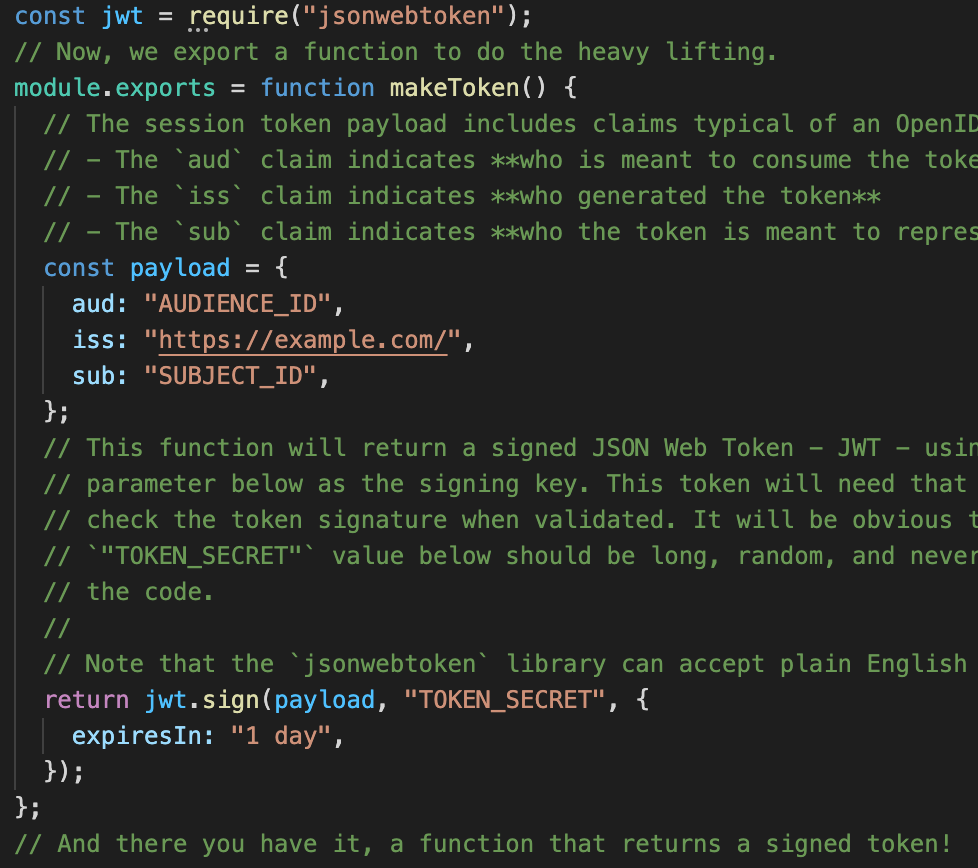 const jwt = require("jsonwebtoken");
// Now, we export a function to do the heavy lifting.
module.exports = function makeToken() {
// The session token payload includes claims typical of an OpenID
// - The `aud` claim indicates **who is meant to consume the
// - The `iss` claim indicates **who generated the token**
// - The `sub` claim indicates **who the token is meant to
const payload = {
aud: "AUDIENCE_ID",
iss: "https://example.com/",
sub: "SUBJECT_ID",
};
// This function will return a signed JSON Web Token - JWT -
// parameter below as the signing key. This token will need that
// check the token signature when validated. It will be obvious
// `"TOKEN_SECRET"` value below should be long, random, and never
// the code.
//
// Note that the `jsonwebtoken` library can accept plain English
return jwt.sign(payload, "TOKEN_SECRET", {
expiresIn: "1 day",
});
};
// And there you have it, a function that returns a signed token!